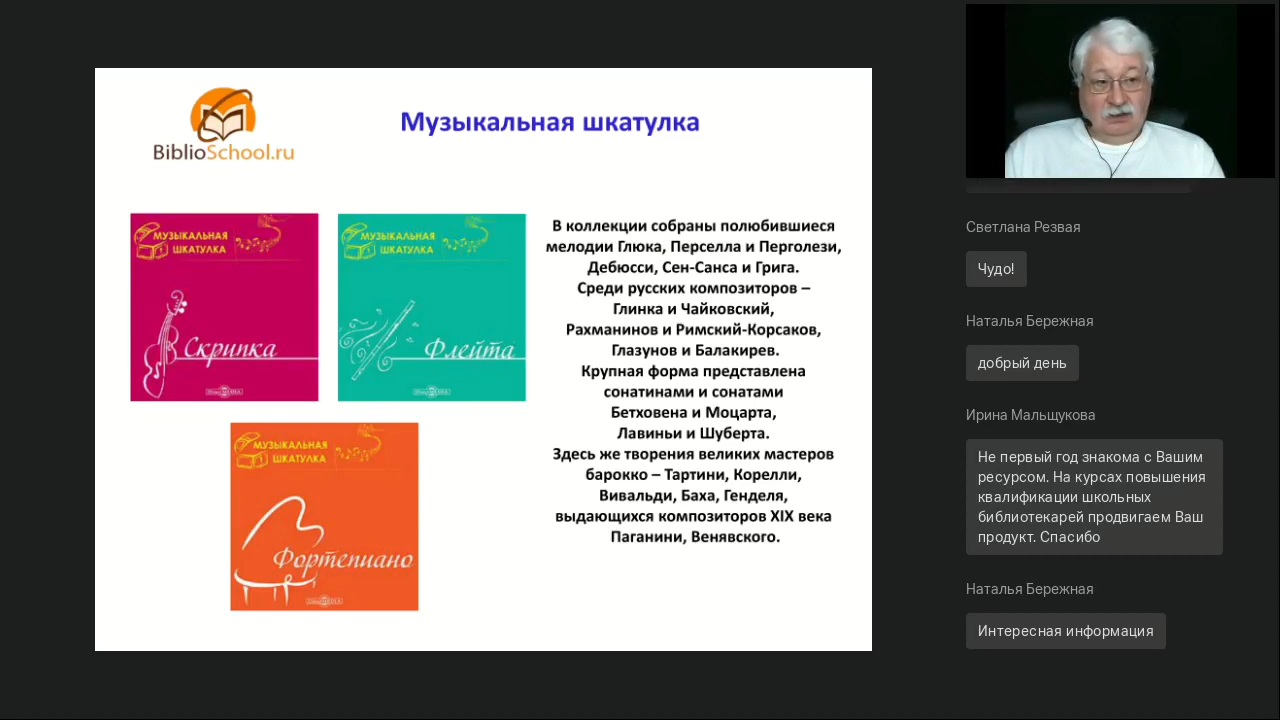 BiblioSchool.ru
Музыкальная шкатулка
МУЗЫКАЛЬНАЯ
ШКАТУЛКА
Скрипка
МУЗЫКАЛЬНАЯ
ШКАТУЛКА
Флейта
МУЗЫКАЛЬНАЯ
ШКАТУЛКА
Фортепиано
В коллекции собраны полюбившиеся
мелодии Глюка, Перселла и Перголези,
Дебюсси, Сен-Санса и Грига.
Среди русских композиторов –
Глинка и Чайковский,
Рахманинов и Римский-Корсаков,
Глазунов и Балакирев.
Крупная форма представлена
сонатинами и сонатами
Бетховена и Моцарта,
Лавиньи и Шуберта.
Здесь же творения великих мастеров
барокко – Тартини, Корелли,
Вивальди, Баха, Генделя,
выдающихся композиторов XIX века
Паганини, Венявского.
Светлана Резвая
Чудо!
Наталья Бережная
добрый день
Ирина Мальщукова
Не первый год знакома с Вашим
ресурсом. На курсах повышения
квалификации школьных
библиотекарей продвигаем Ваш
продукт. Спасибо
Наталья Бережная
Интересная информация